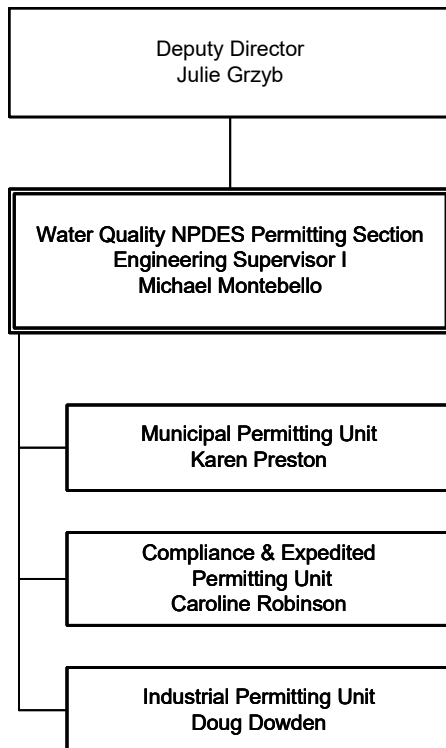 Deputy Director
Julie Grzyb
Water Quality NPDES Permitting Section
Engineering Supervisor I
Michael Montebello
Municipal Permitting Unit
Karen Preston
Compliance & Expedited
Permitting Unit
Caroline Robinson
Industrial Permitting Unit
Doug Dowden